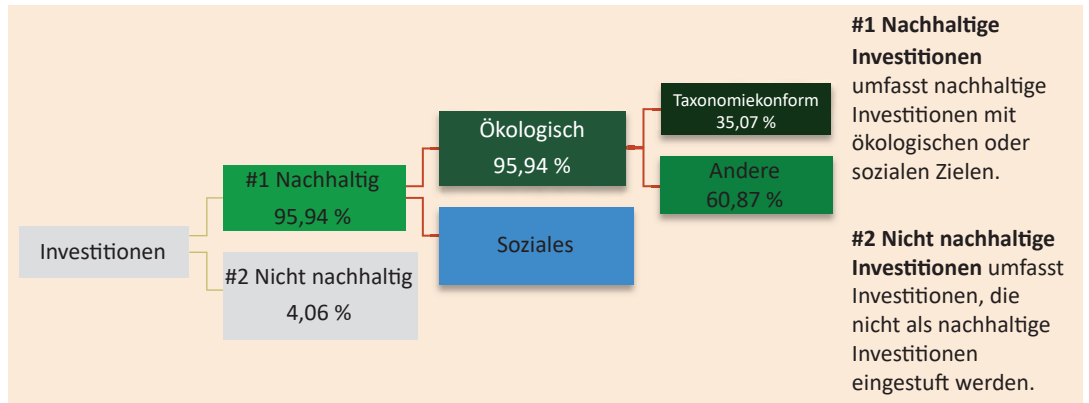 Investitionen
#1 Nachhaltig
95,94 %
#2 Nicht nachhaltig
4,06 %
Ökologisch
95,94 %
Soziales
Taxonomiekonform
35,07 %
Andere
60,87 %
#1 Nachhaltige
Investitionen
umfasst nachhaltige
Investitionen mit
ökologischen oder
sozialen Zielen.
#2 Nicht nachhaltige
Investitionen umfasst
Investitionen, die
nicht als nachhaltige
Investitionen
eingestuft werden.